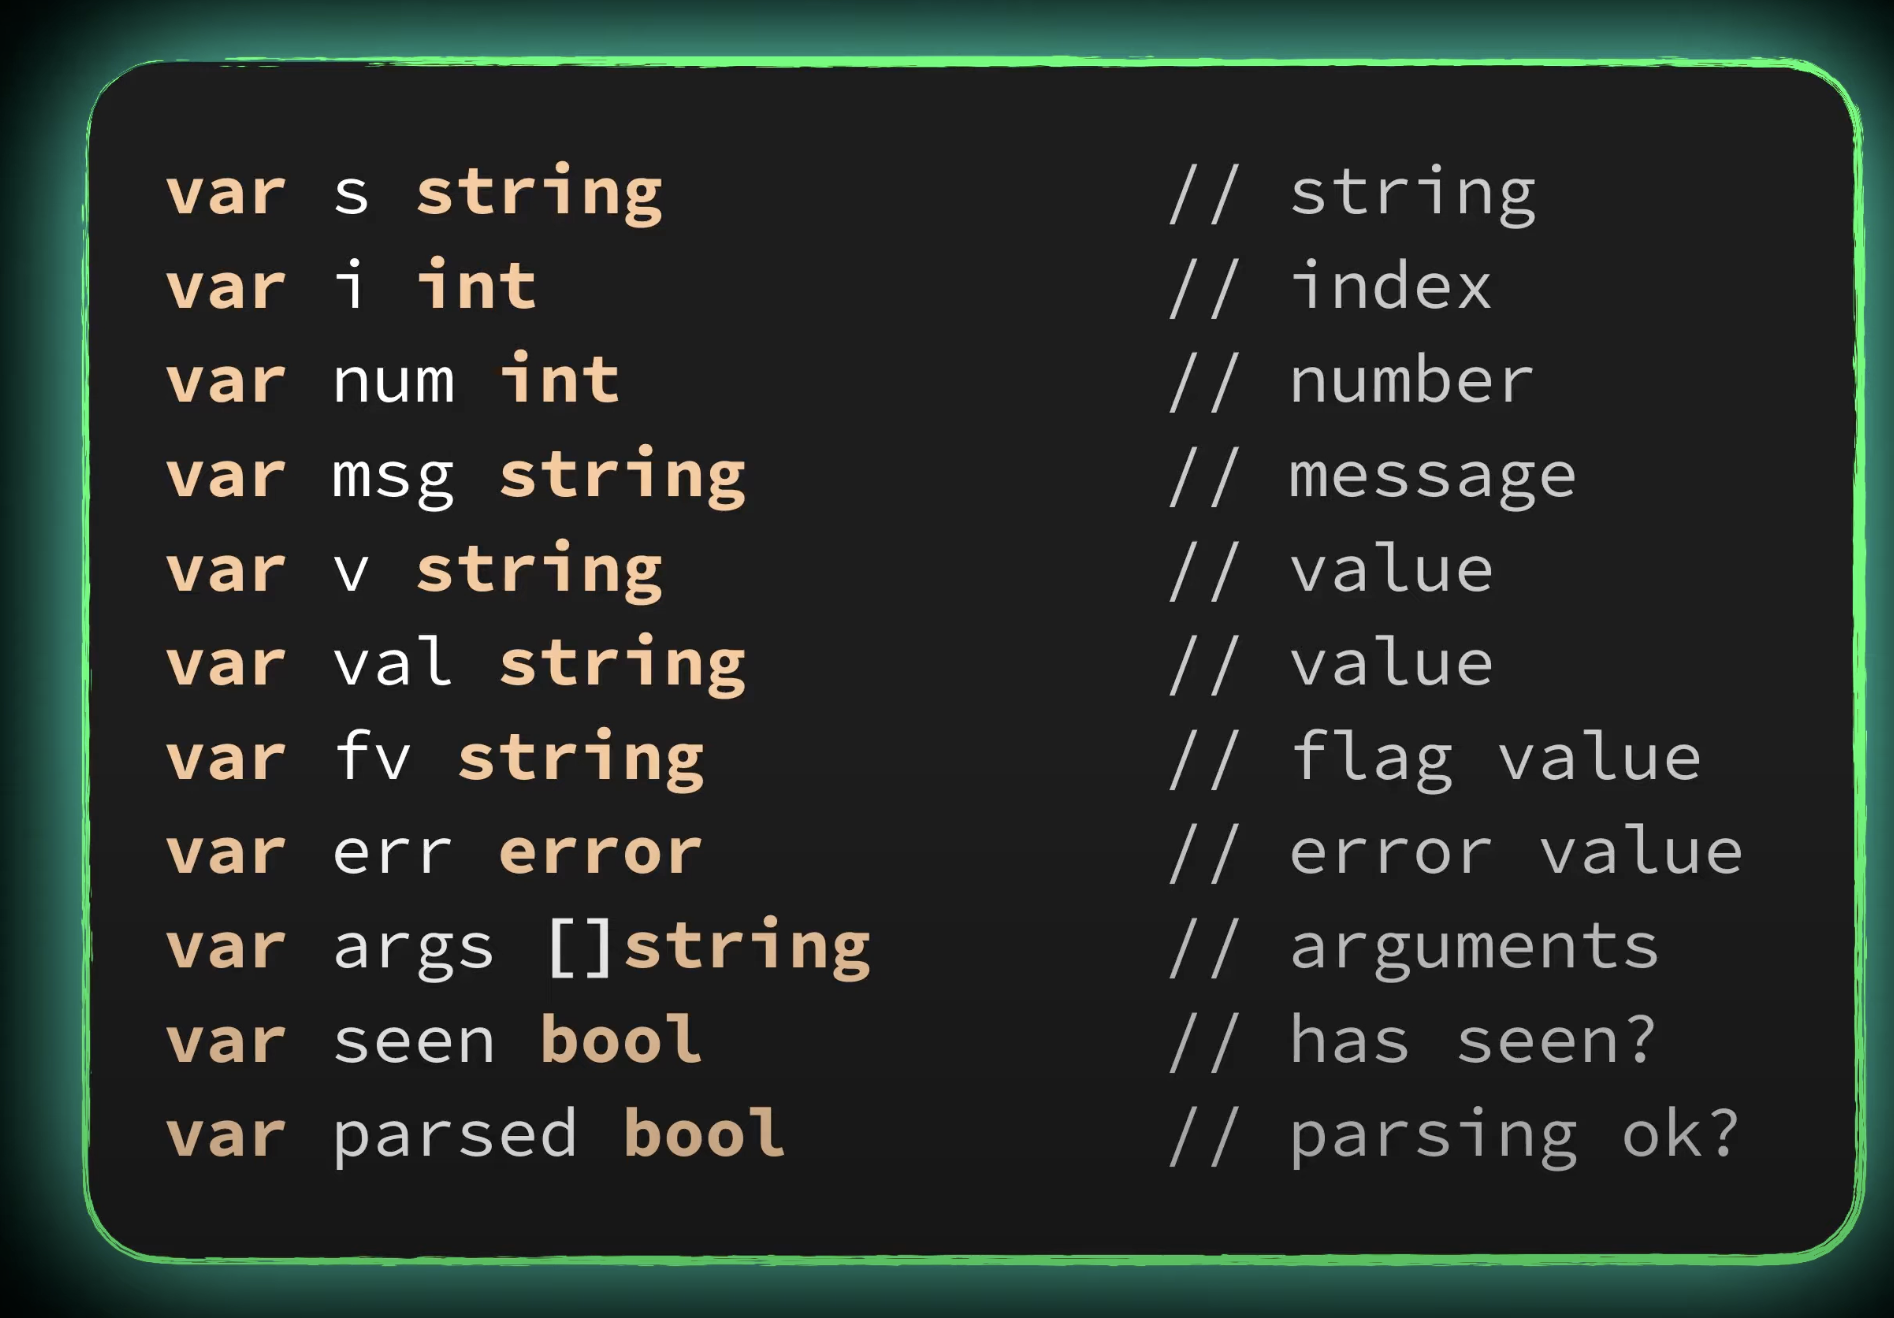 var s string // string
var i int // index
var num int // number
var msg string // message
var v string // value
var val string // value
var fv string // flag value
var err error // error value
var args []string // arguments
var seen bool // has seen?
var parsed bool // parsing ok?